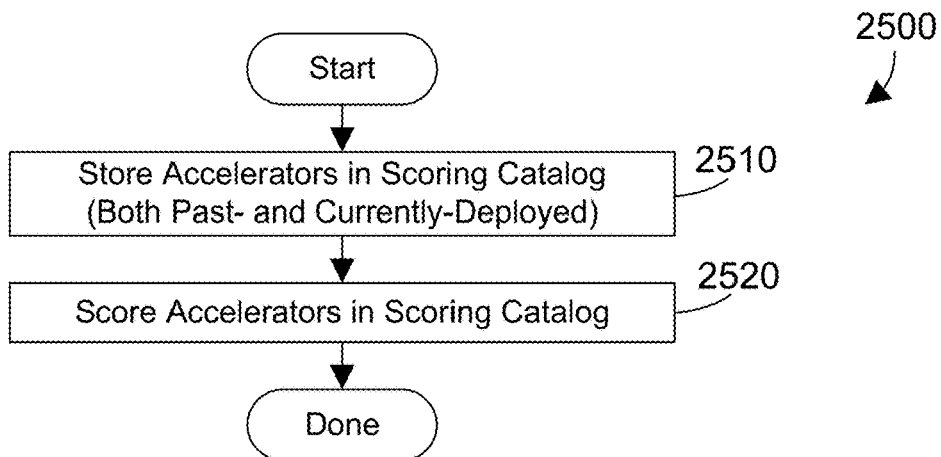 2500
Start
Store Accelerators in Scoring Catalog
(Both Past- and Currently-Deployed)
2510
Score Accelerators in Scoring Catalog
2520
Done